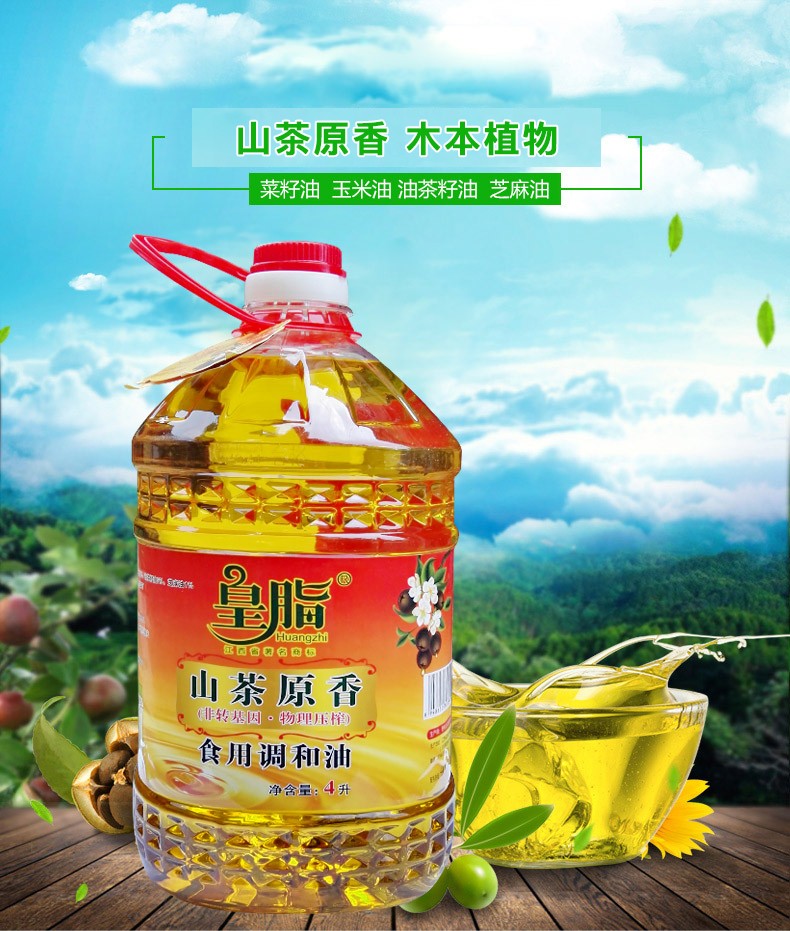 山茶原香 木本植物
菜籽油 玉米油 油茶籽油 芝麻油
皇脂®
Huangzhi
江西省著名商标
山茶原香
(非转基因·物理压榨)
食用调和油
净含量:4升